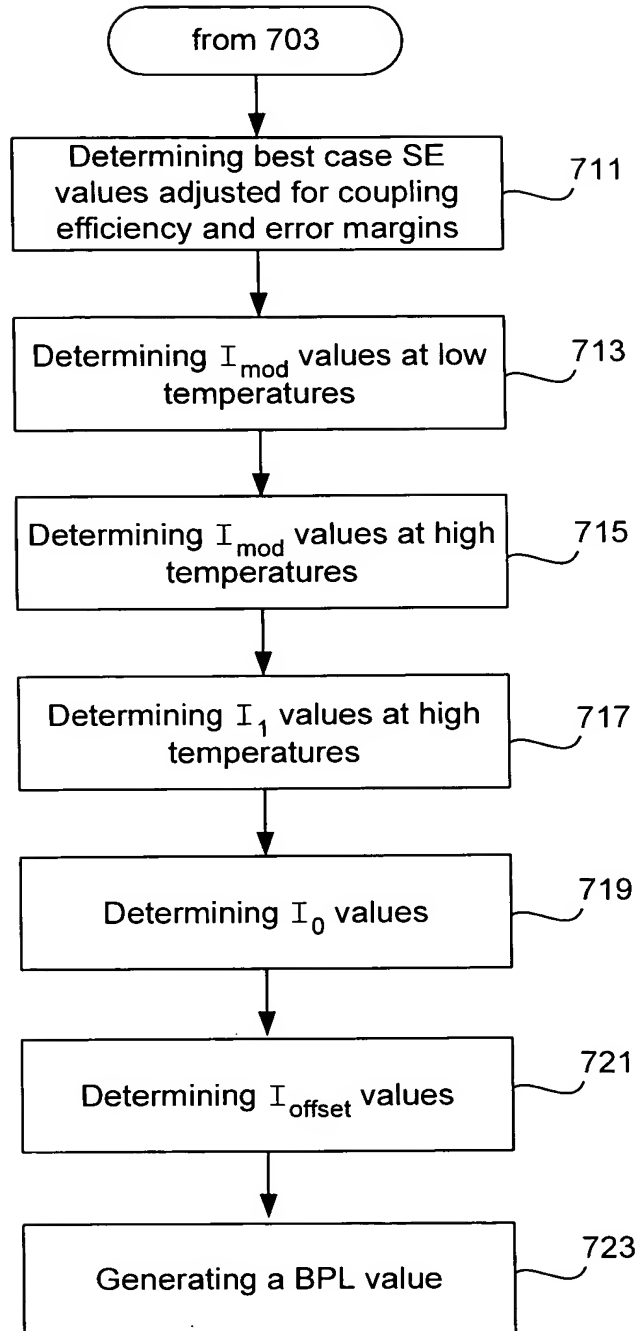 from 703
Determining best case SE
values adjusted for coupling
efficiency and error margins
711
Determining I_mod values at low
temperatures
713
Determining I_mod values at high
temperatures
715
Determining I_1 values at high
temperatures
717
Determining I_0 values
719
Determining I_offset values
721
Generating a BPL value
723